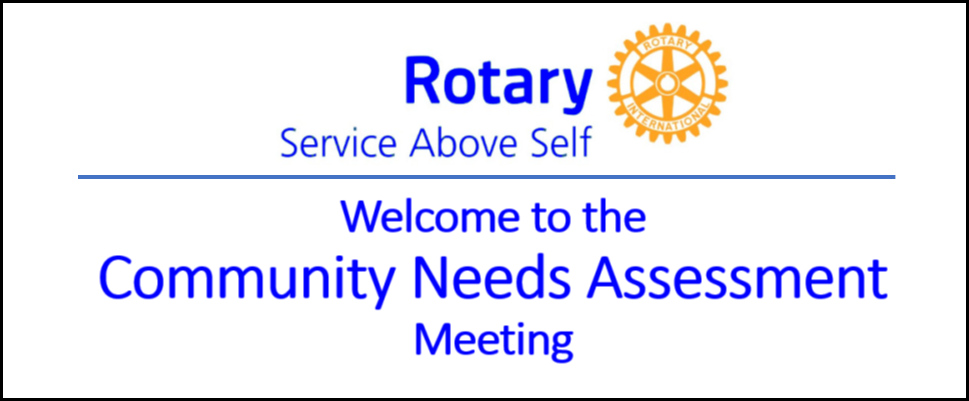 Rotary
Service Above Self
ROTARY
INTERNATIONAL
Welcome to the
Community Needs Assessment
Meeting